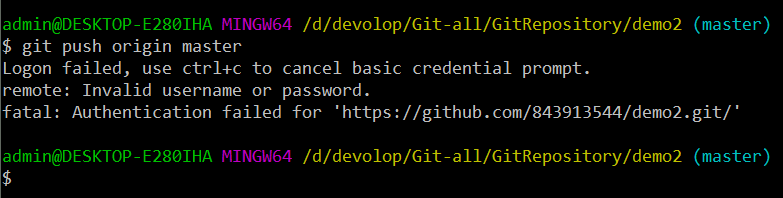 admin@DESKTOP-E280IHA MINGW64 /d/devolop/Git-all/GitRepository/demo2 (master)
$ git push origin master
Logon failed, use ctrl+c to cancel basic credential prompt.
remote: Invalid username or password.
fatal: Authentication failed for 'https://github.com/843913544/demo2.git/'
admin@DESKTOP-E280IHA MINGW64 /d/devolop/Git-all/GitRepository/demo2 (master)
$